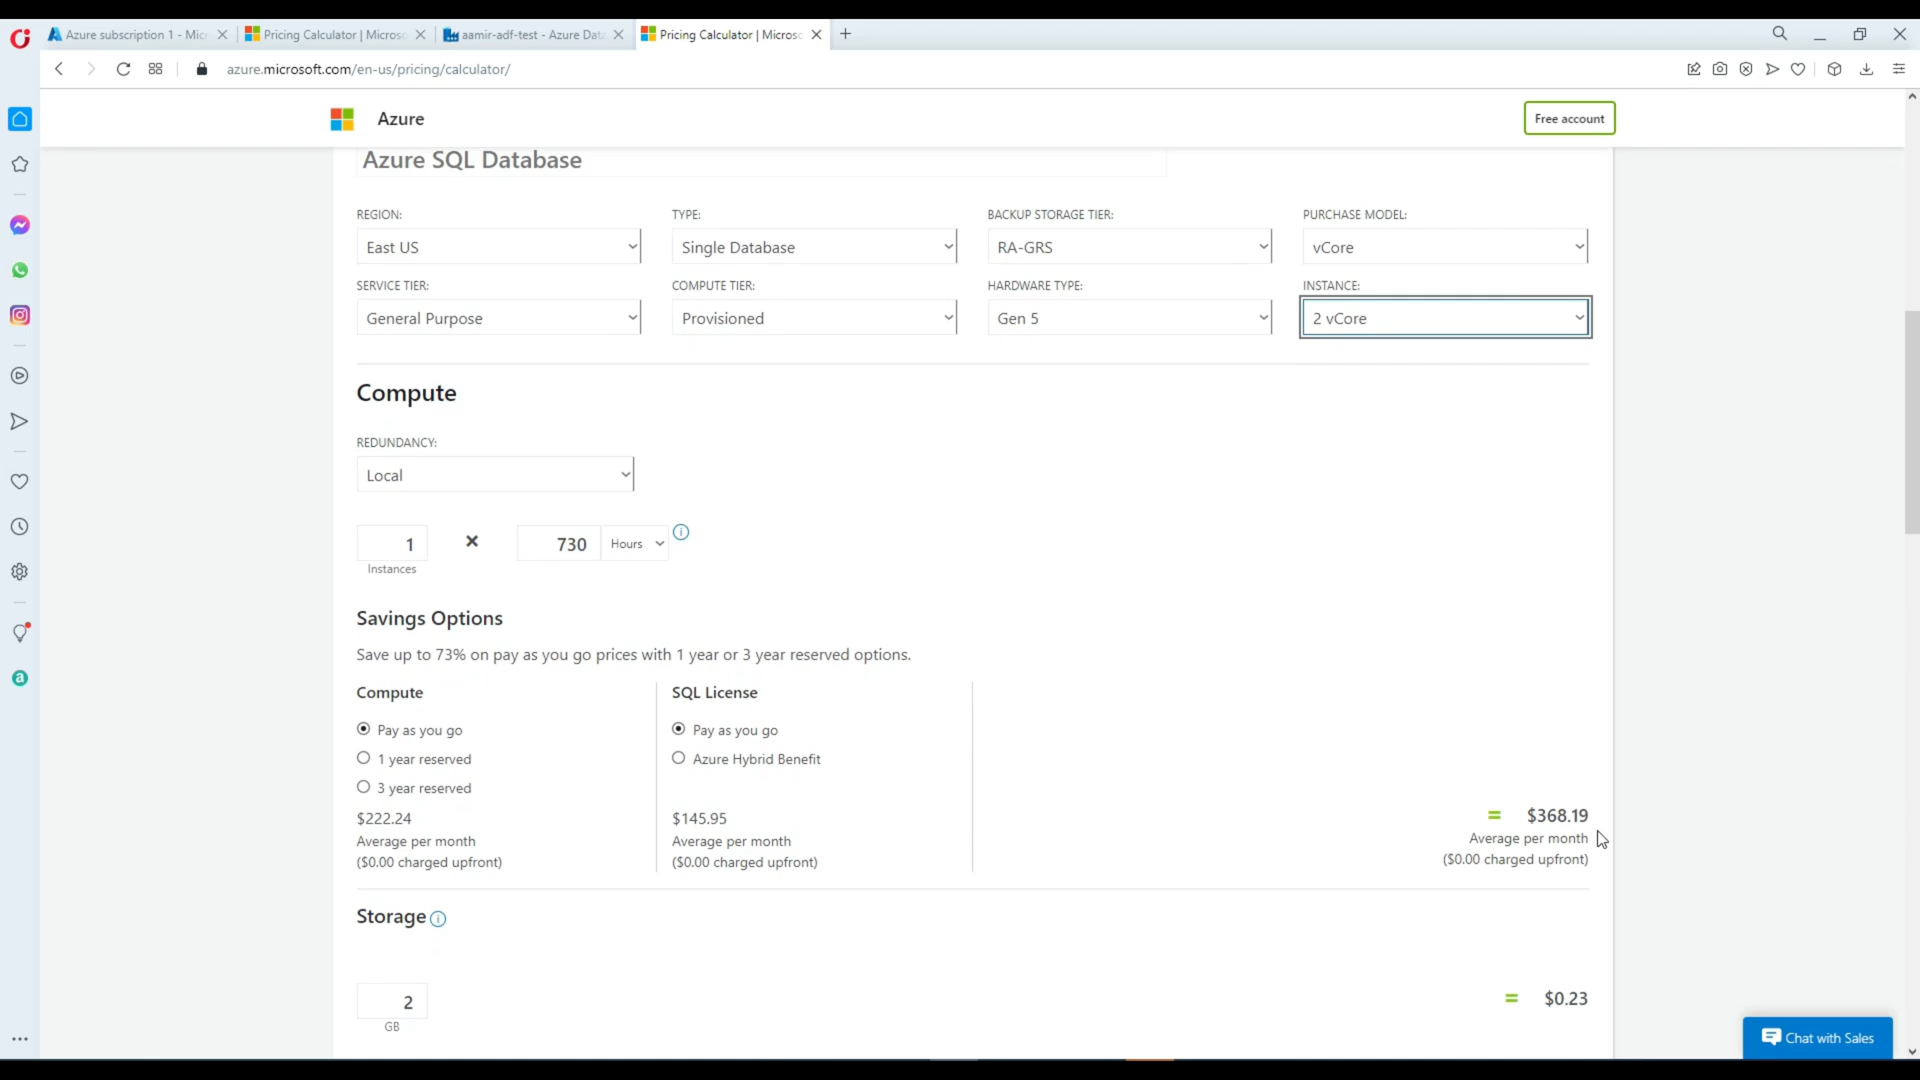 Azure subscription 1 - Micr
Pricing Calculator | Microso
aamir-adf-test - Azure Data
Pricing Calculator | Microso
azure.microsoft.com/en-us/pricing/calculator/
Azure
Free account
Azure SQL Database
REGION: TYPE: BACKUP STORAGE TIER: PURCHASE MODEL:
East US Single Database RA-GRS vCore
SERVICE TIER: COMPUTE TIER: HARDWARE TYPE: INSTANCE:
General Purpose Provisioned Gen 5 2 vCore
Compute
REDUNDANCY:
Local
1 × 730 Hours
Instances
Savings Options
Save up to 73% on pay as you go prices with 1 year or 3 year reserved options.
Compute SQL License
Pay as you go Pay as you go
1 year reserved Azure Hybrid Benefit
3 year reserved
$222.24 $145.95 = $368.19
Average per month Average per month Average per month
($0.00 charged upfront) ($0.00 charged upfront) ($0.00 charged upfront)
Storage
2 = $0.23
GB
Chat with Sales